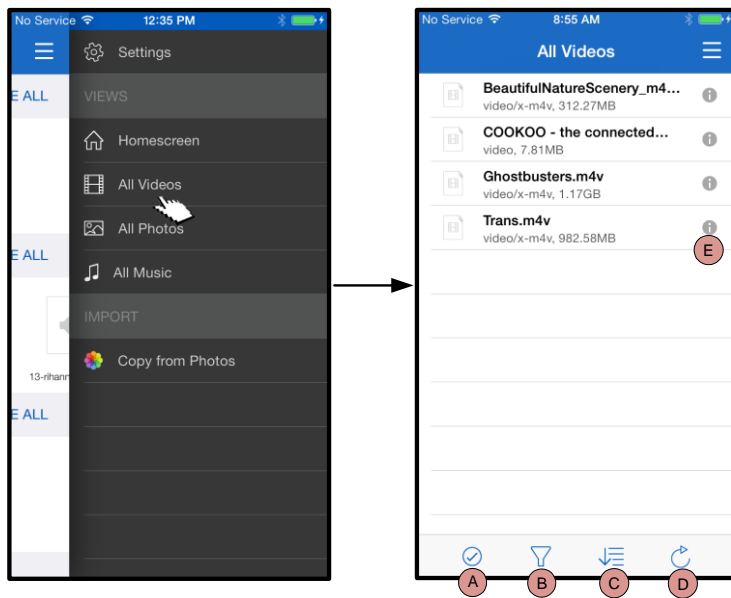 No Service 12:35 PM
Settings
E ALL
VIEWS
Homescreen
All Videos
All Photos
E ALL
All Music
IMPORT
Copy from Photos
13-rihann
E ALL
No Service 8:55 AM
All Videos
BeautifulNatureScenery_m4...
video/x-m4v, 312.27MB
COOKOO - the connected...
video, 7.81MB
Ghostbusters.m4v
video/x-m4v, 1.17GB
Trans.m4v
video/x-m4v, 982.58MB
E
A B C D